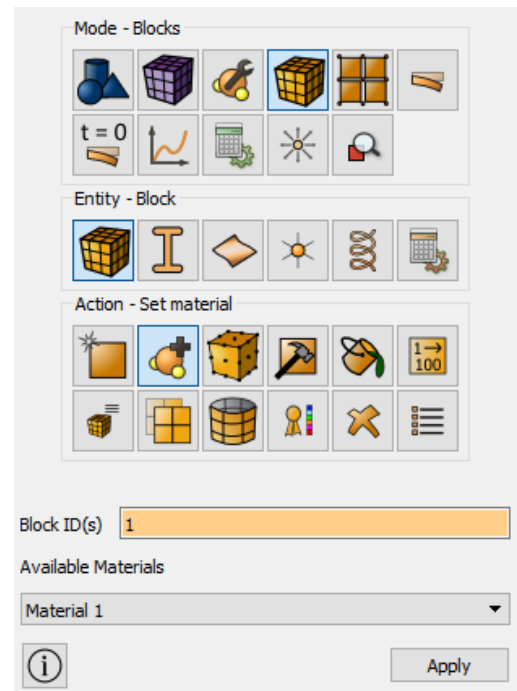 Mode - Blocks
t = 0
Entity - Block
Action - Set material
1→
100
Block ID(s) 1
Available Materials
Material 1
i
Apply